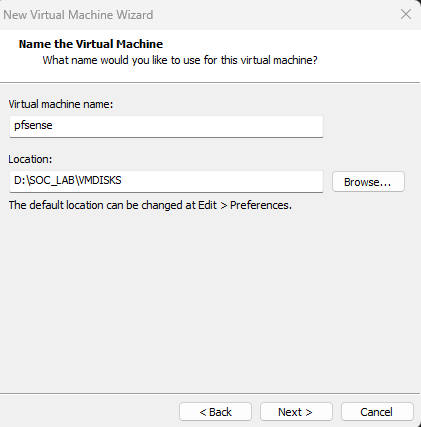 New Virtual Machine Wizard
Name the Virtual Machine
What name would you like to use for this virtual machine?
Virtual machine name:
pfsense
Location:
D:\SOC_LAB\VMDISKS
Browse...
The default location can be changed at Edit > Preferences.
< Back
Next >
Cancel